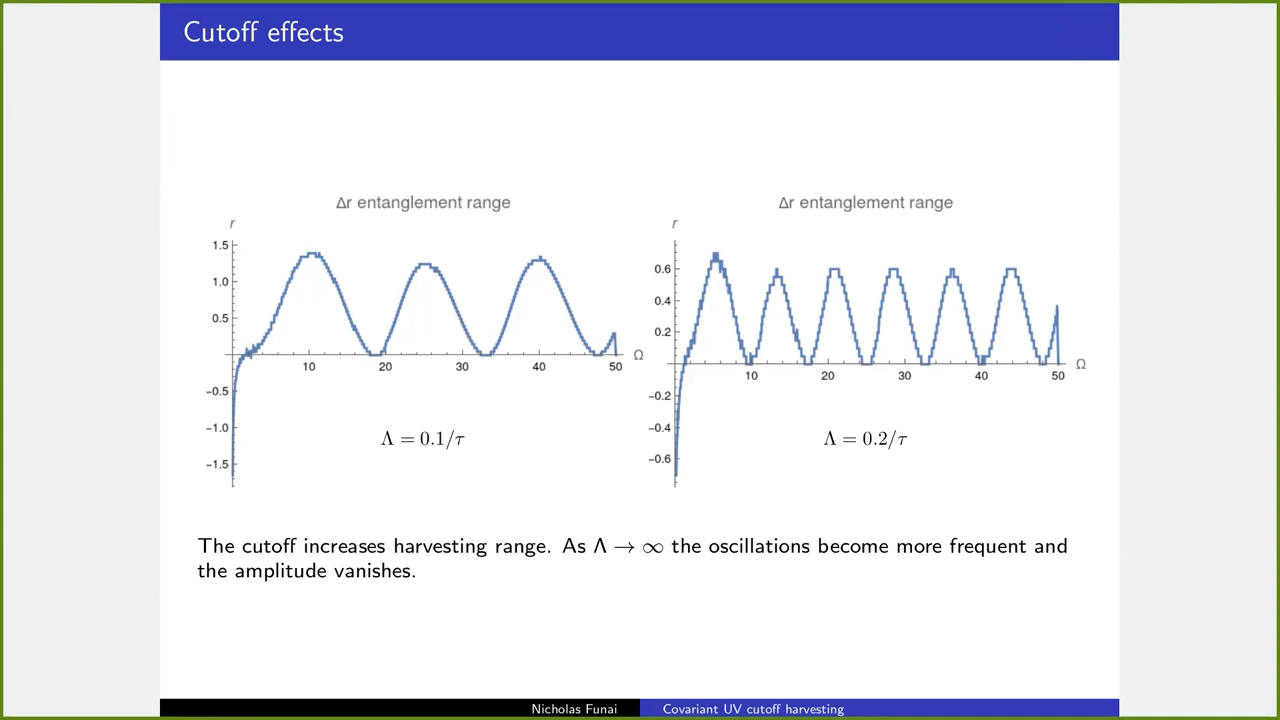 Cutoff effects
Δr entanglement range
r
1.5
1.0
0.5
10
20
30
40
50
Ω
−0.5
−1.0
−1.5
Λ = 0.1/τ
Δr entanglement range
r
0.6
0.4
0.2
10
20
30
40
50
Ω
−0.2
−0.4
−0.6
Λ = 0.2/τ
The cutoff increases harvesting range. As Λ → ∞ the oscillations become more frequent and
the amplitude vanishes.
Nicholas Funai
Covariant UV cutoff harvesting